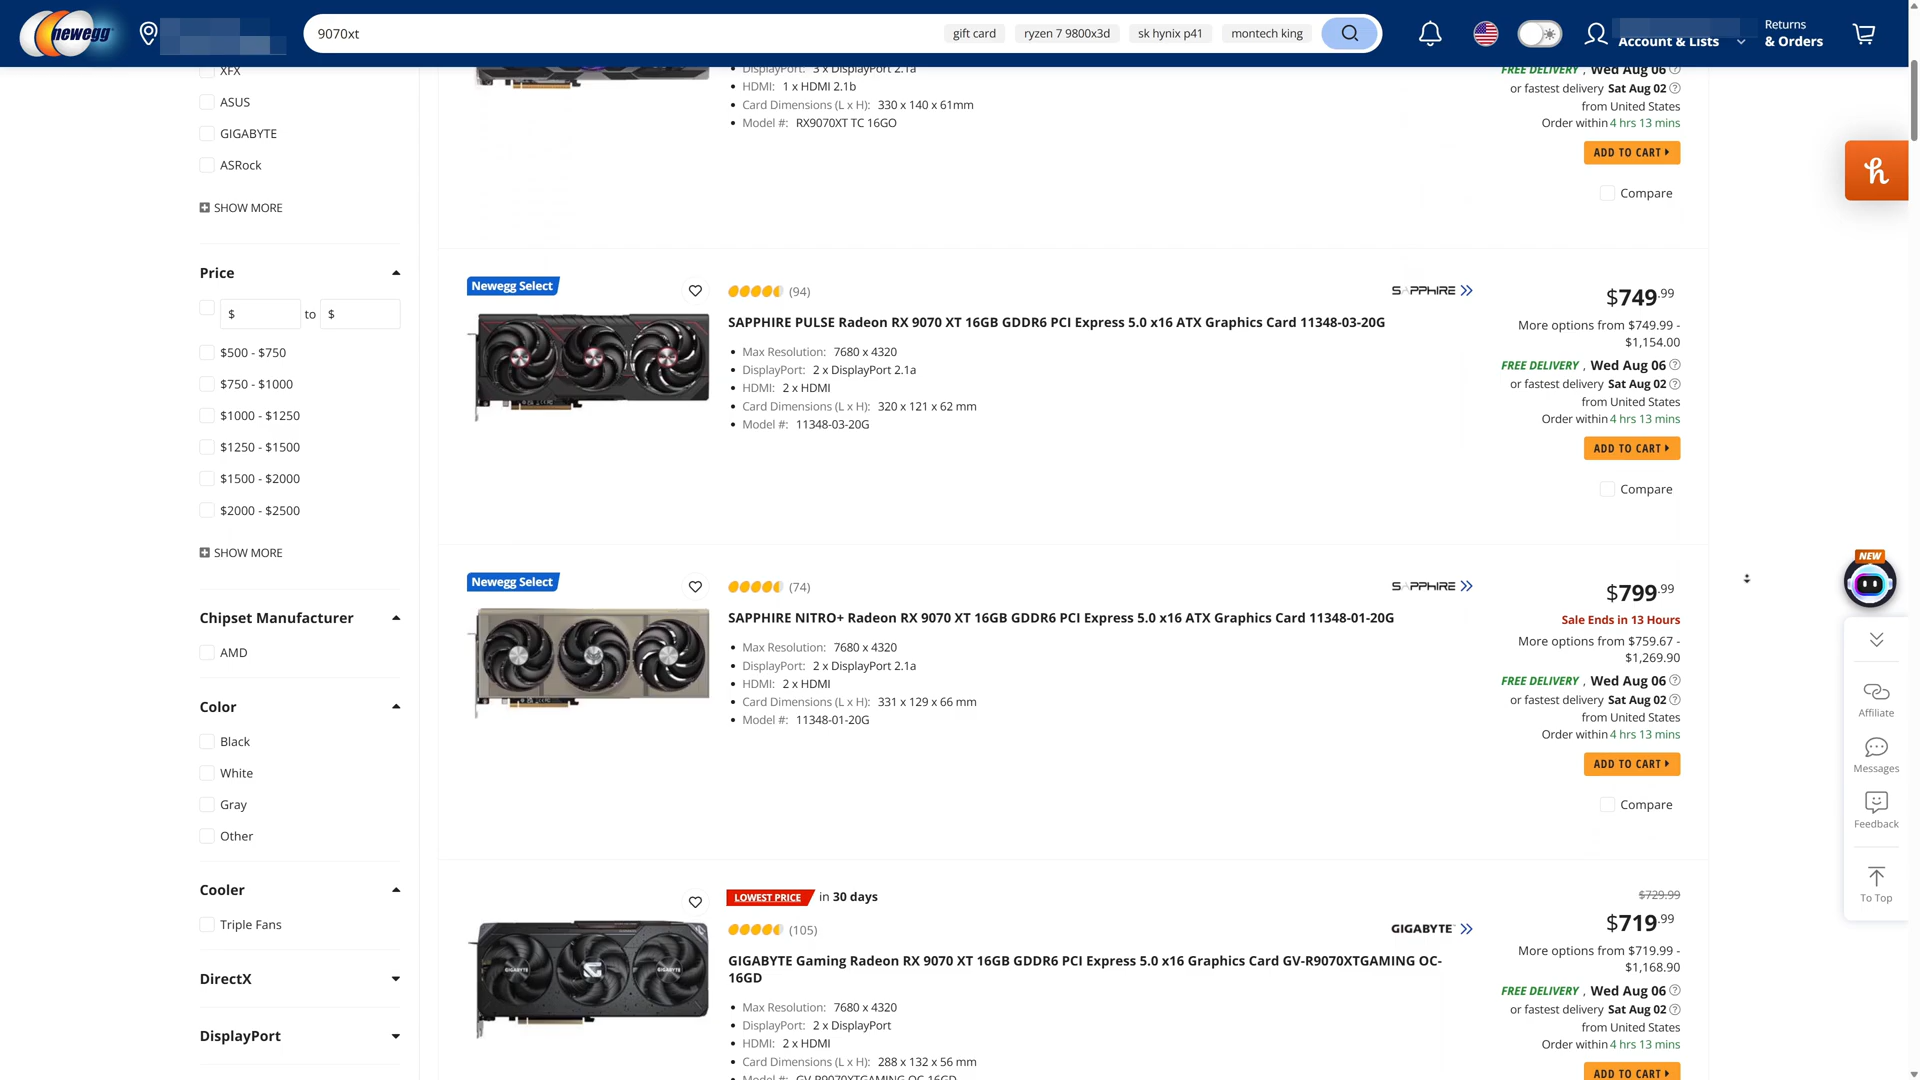 newegg
9070xt
gift card
ryzen 7 9800x3d
sk hynix p41
montech king
Account & Lists
Returns
& Orders
XFX
ASUS
GIGABYTE
ASRock
SHOW MORE
Price
$ to $
$500 - $750
$750 - $1000
$1000 - $1250
$1250 - $1500
$1500 - $2000
$2000 - $2500
SHOW MORE
Chipset Manufacturer
AMD
Color
Black
White
Gray
Other
Cooler
Triple Fans
DirectX
DisplayPort
DisplayPort: 3 x DisplayPort 2.1a
HDMI: 1 x HDMI 2.1b
Card Dimensions (L x H): 330 x 140 x 61mm
Model #: RX9070XT TC 16GO
FREE DELIVERY, Wed Aug 06
or fastest delivery Sat Aug 02
from United States
Order within 4 hrs 13 mins
ADD TO CART
Compare
Newegg Select
(94)
SAPPHIRE
SAPPHIRE PULSE Radeon RX 9070 XT 16GB GDDR6 PCI Express 5.0 x16 ATX Graphics Card 11348-03-20G
Max Resolution: 7680 x 4320
DisplayPort: 2 x DisplayPort 2.1a
HDMI: 2 x HDMI
Card Dimensions (L x H): 320 x 121 x 62 mm
Model #: 11348-03-20G
$749.99
More options from $749.99 -
$1,154.00
FREE DELIVERY, Wed Aug 06
or fastest delivery Sat Aug 02
from United States
Order within 4 hrs 13 mins
ADD TO CART
Compare
Newegg Select
(74)
SAPPHIRE
SAPPHIRE NITRO+ Radeon RX 9070 XT 16GB GDDR6 PCI Express 5.0 x16 ATX Graphics Card 11348-01-20G
Max Resolution: 7680 x 4320
DisplayPort: 2 x DisplayPort 2.1a
HDMI: 2 x HDMI
Card Dimensions (L x H): 331 x 129 x 66 mm
Model #: 11348-01-20G
$799.99
Sale Ends in 13 Hours
More options from $759.67 -
$1,269.90
FREE DELIVERY, Wed Aug 06
or fastest delivery Sat Aug 02
from United States
Order within 4 hrs 13 mins
ADD TO CART
Compare
LOWEST PRICE in 30 days
(105)
GIGABYTE
GIGABYTE Gaming Radeon RX 9070 XT 16GB GDDR6 PCI Express 5.0 x16 Graphics Card GV-R9070XTGAMING OC-
16GD
Max Resolution: 7680 x 4320
DisplayPort: 2 x DisplayPort
HDMI: 2 x HDMI
Card Dimensions (L x H): 288 x 132 x 56 mm
Model #: GV-R9070XTGAMING OC-16GD
$729.99
$719.99
More options from $719.99 -
$1,168.90
FREE DELIVERY, Wed Aug 06
or fastest delivery Sat Aug 02
from United States
Order within 4 hrs 13 mins
ADD TO CART
NEW
Affiliate
Messages
Feedback
To Top